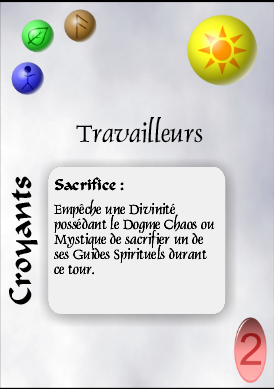 Travailleurs
Croyants
Sacrifice :
Empêche une Divinité
possédant le Dogme Chaos ou
Mystique de sacrifier un de
ses Guides Spirituels durant
ce tour.
2